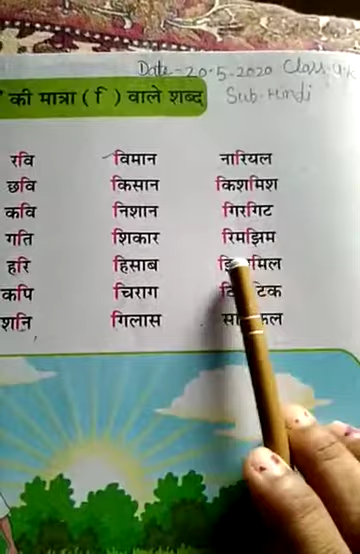 Date-20-5-2020 Class-
की मात्रा ( ि ) वाले शब्द Sub-Hindi
रवि विमान नारियल
छवि किसान किशमिश
कवि निशान गिरगिट
गति शिकार रिमझिम
हरि हिसाब
कपि चिराग
शनि गिलास